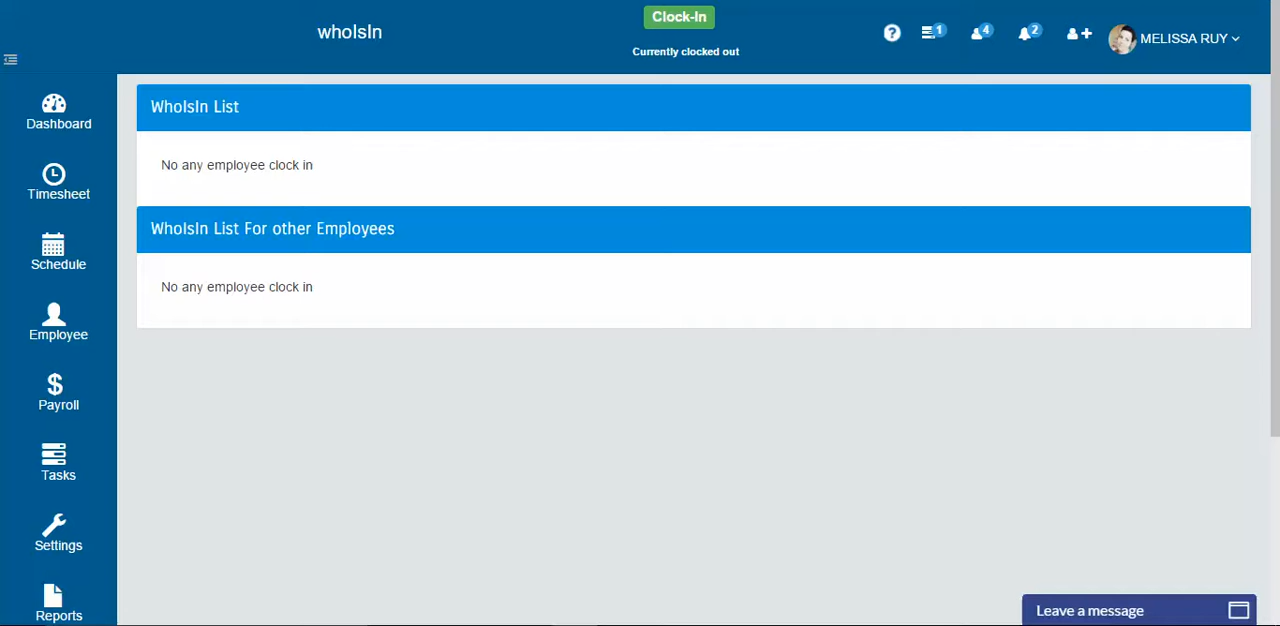 whoIsIn
Clock-In
Currently clocked out
?
1
4
2
MELISSA RUY
Dashboard
Timesheet
Schedule
Employee
$
Payroll
Tasks
Settings
Reports
WhoIsIn List
No any employee clock in
WhoIsIn List For other Employees
No any employee clock in
Leave a message